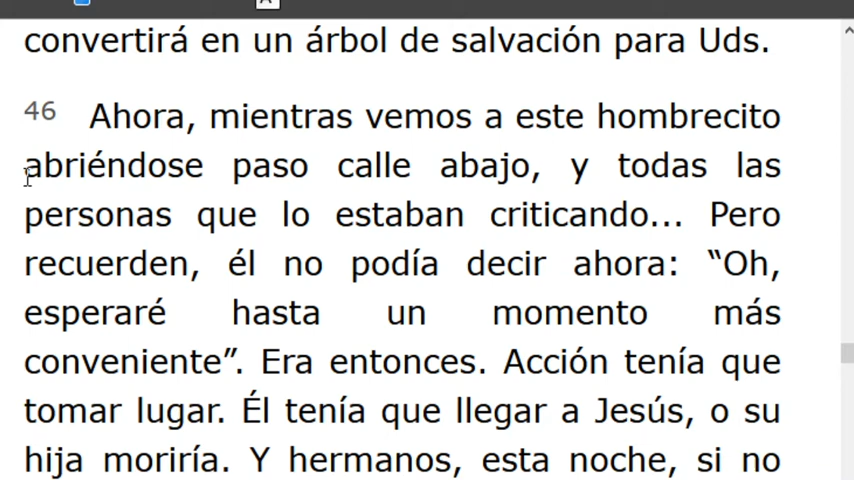 convertirá en un árbol de salvación para Uds.
46 Ahora, mientras vemos a este hombrecito
abriéndose paso calle abajo, y todas las
personas que lo estaban criticando… Pero
recuerden, él no podía decir ahora: “Oh,
esperaré hasta un momento más
conveniente”. Era entonces. Acción tenía que
tomar lugar. Él tenía que llegar a Jesús, o su
hija moriría. Y hermanos, esta noche, si no